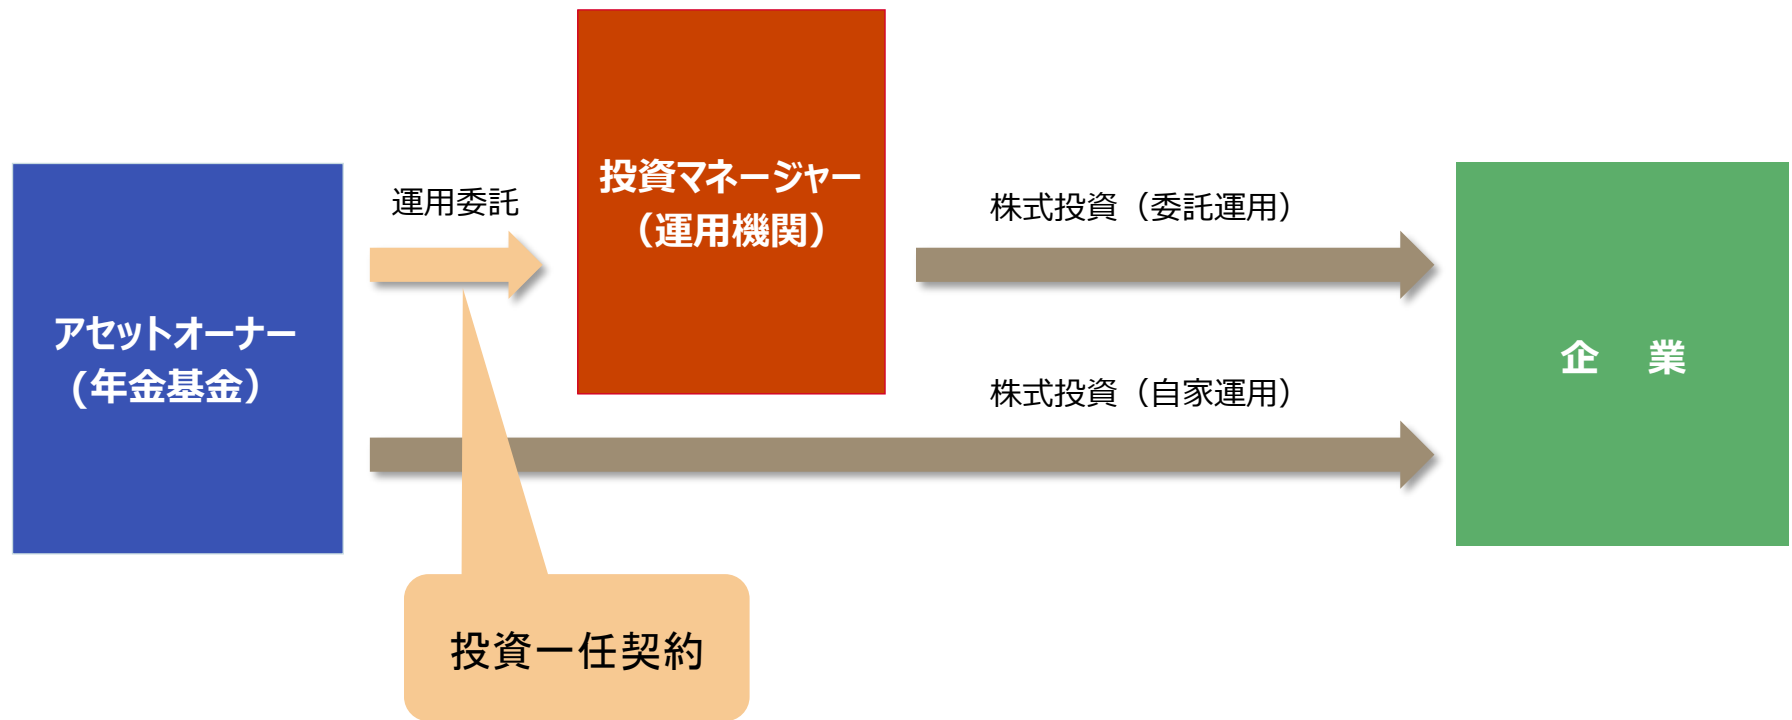 アセットオーナー
(年金基金）
運用委託
投資マネージャー
（運用機関）
株式投資（委託運用）
株式投資（自家運用）
企　業
投資一任契約